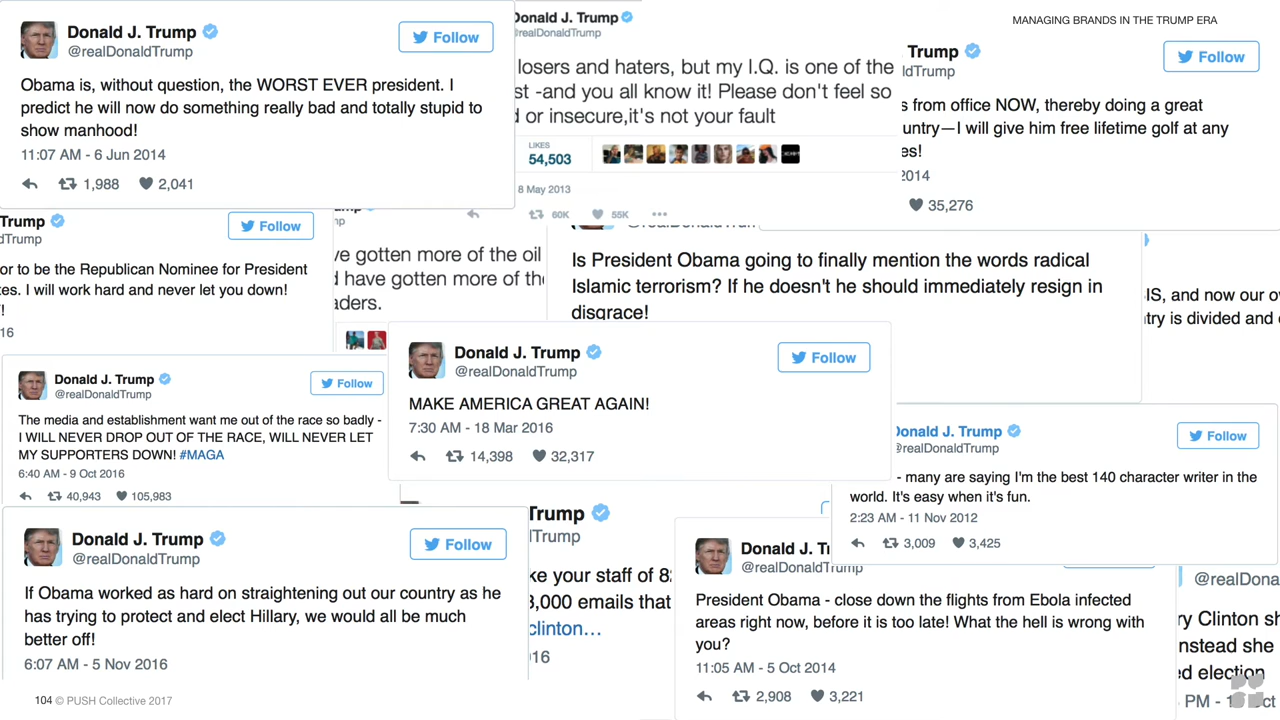 MANAGING BRANDS IN THE TRUMP ERA
Donald J. Trump
@realDonaldTrump
Follow
Obama is, without question, the WORST EVER president. I
predict he will now do something really bad and totally stupid to
show manhood!
11:07 AM - 6 Jun 2014
1,988 2,041
Donald J. Trump
realDonaldTrump
losers and haters, but my I.Q. is one of the
st -and you all know it! Please don't feel so
d or insecure,it's not your fault
LIKES
54,503
8 May 2013
60K 55K
Trump
ldTrump
Follow
s from office NOW, thereby doing a great
untry—I will give him free lifetime golf at any
es!
2014
35,276
Trump
dTrump
Follow
or to be the Republican Nominee for President
tes. I will work hard and never let you down!
!
16
ve gotten more of the oil
d have gotten more of the
aders.
@realDonaldTrum
Is President Obama going to finally mention the words radical
Islamic terrorism? If he doesn't he should immediately resign in
disgrace!
SIS, and now our o
ntry is divided and
Donald J. Trump
@realDonaldTrump
Follow
The media and establishment want me out of the race so badly -
I WILL NEVER DROP OUT OF THE RACE, WILL NEVER LET
MY SUPPORTERS DOWN! #MAGA
6:40 AM - 9 Oct 2016
40,943 105,983
Donald J. Trump
@realDonaldTrump
Follow
MAKE AMERICA GREAT AGAIN!
7:30 AM - 18 Mar 2016
14,398 32,317
Donald J. Trump
@realDonaldTrump
Follow
- many are saying I'm the best 140 character writer in the
world. It's easy when it's fun.
2:23 AM - 11 Nov 2012
3,009 3,425
Donald J. Trump
@realDonaldTrump
Follow
If Obama worked as hard on straightening out our country as he
has trying to protect and elect Hillary, we would all be much
better off!
6:07 AM - 5 Nov 2016
Trump
lTrump
ke your staff of 82
3,000 emails that
clinton…
16
Donald J. Tr
@realDonaldTrump
President Obama - close down the flights from Ebola infected
areas right now, before it is too late! What the hell is wrong with
you?
11:05 AM - 5 Oct 2014
2,908 3,221
@realDona
ry Clinton sh
nstead she
ed election
PM - 1 ct
104 © PUSH Collective 2017